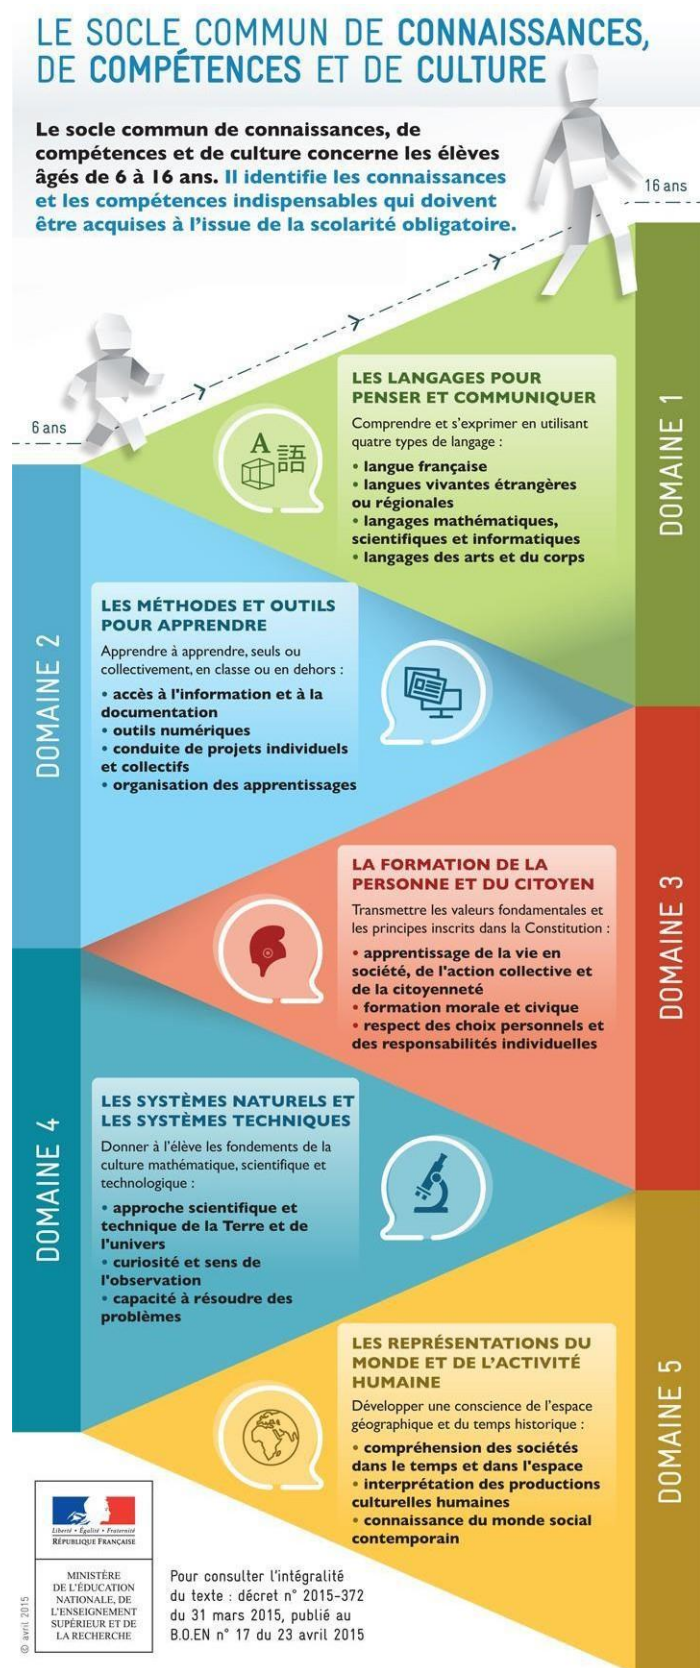 LE SOCLE COMMUN DE CONNAISSANCES,
DE COMPÉTENCES ET DE CULTURE
Le socle commun de connaissances, de
compétences et de culture concerne les élèves
âgés de 6 à 16 ans. Il identifie les connaissances
et les compétences indispensables qui doivent
être acquises à l'issue de la scolarité obligatoire.
16 ans
6 ans
DOMAINE 1
LES LANGAGES POUR
PENSER ET COMMUNIQUER
Comprendre et s'exprimer en utilisant
quatre types de langage :
• langue française
• langues vivantes étrangères
ou régionales
• langages mathématiques,
scientifiques et informatiques
• langages des arts et du corps
A 語
DOMAINE 2
LES MÉTHODES ET OUTILS
POUR APPRENDRE
Apprendre à apprendre, seuls ou
collectivement, en classe ou en dehors :
• accès à l'information et à la
documentation
• outils numériques
• conduite de projets individuels
et collectifs
• organisation des apprentissages
DOMAINE 3
LA FORMATION DE LA
PERSONNE ET DU CITOYEN
Transmettre les valeurs fondamentales et
les principes inscrits dans la Constitution :
• apprentissage de la vie en
société, de l'action collective et
de la citoyenneté
• formation morale et civique
• respect des choix personnels et
des responsabilités individuelles
DOMAINE 4
LES SYSTÈMES NATURELS ET
LES SYSTÈMES TECHNIQUES
Donner à l'élève les fondements de la
culture mathématique, scientifique et
technologique :
• approche scientifique et
technique de la Terre et de
l'univers
• curiosité et sens de
l'observation
• capacité à résoudre des
problèmes
DOMAINE 5
LES REPRÉSENTATIONS DU
MONDE ET DE L'ACTIVITÉ
HUMAINE
Développer une conscience de l'espace
géographique et du temps historique :
• compréhension des sociétés
dans le temps et dans l'espace
• interprétation des productions
culturelles humaines
• connaissance du monde social
contemporain
Liberté • Égalité • Fraternité
RÉPUBLIQUE FRANÇAISE
MINISTÈRE
DE L'ÉDUCATION
NATIONALE, DE
L'ENSEIGNEMENT
SUPÉRIEUR ET DE
LA RECHERCHE
© avril 2015
Pour consulter l'intégralité
du texte : décret n° 2015-372
du 31 mars 2015, publié au
B.O.EN n° 17 du 23 avril 2015